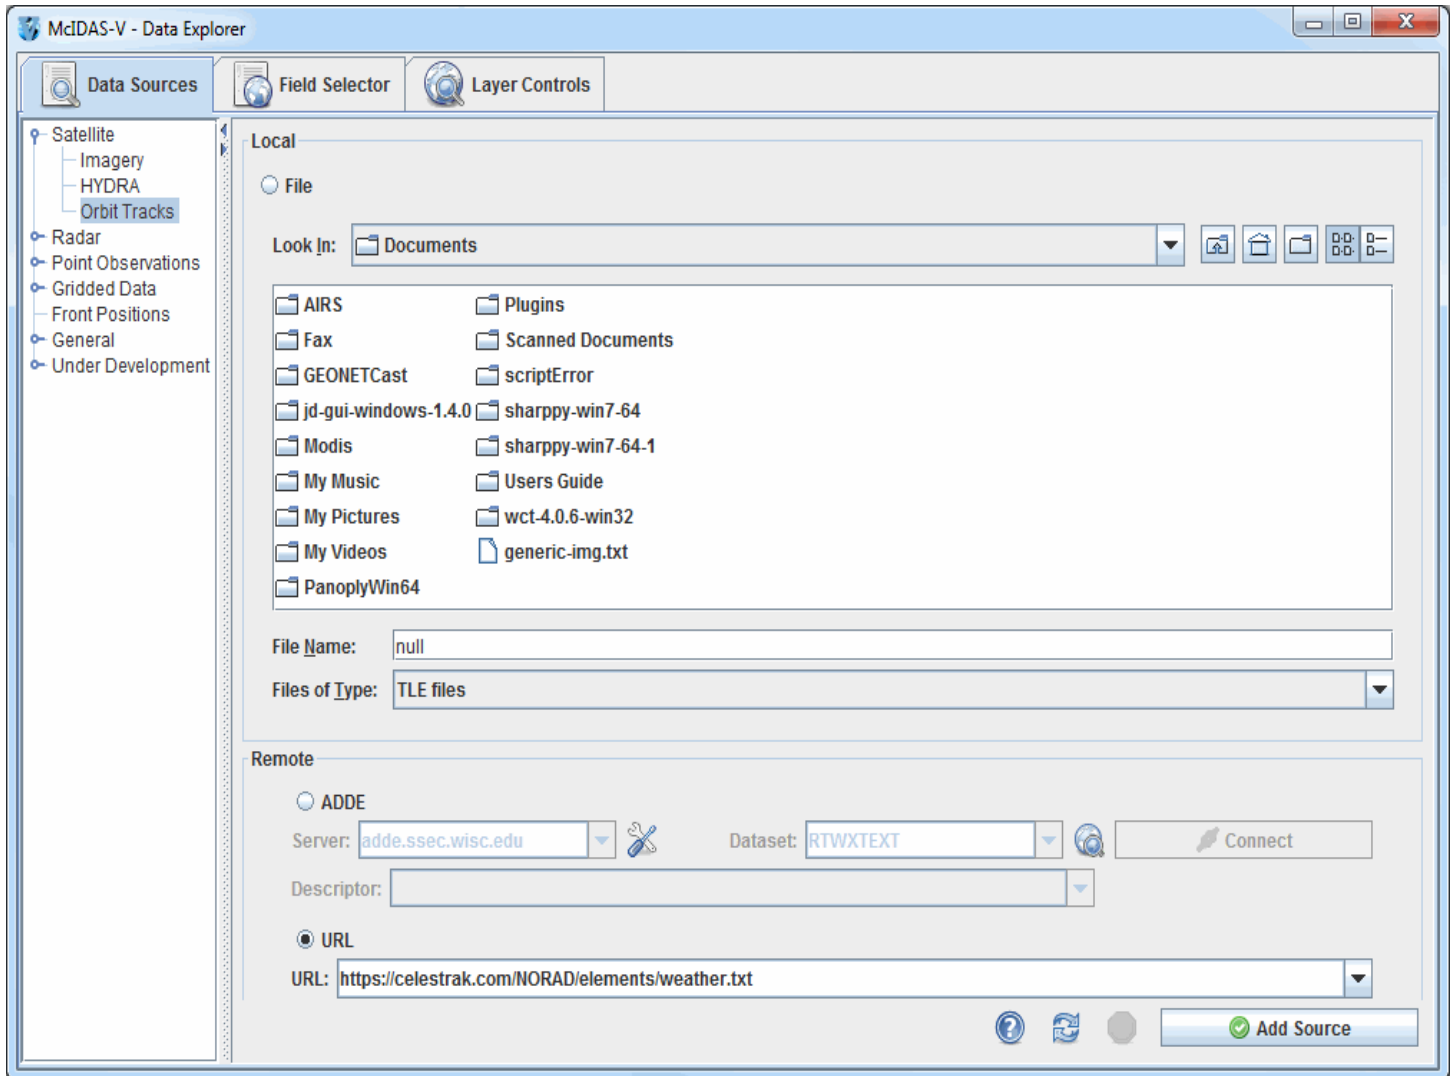 McIDAS-V - Data Explorer
Data Sources
Field Selector
Layer Controls
Satellite
Imagery
HYDRA
Orbit Tracks
Radar
Point Observations
Gridded Data
Front Positions
General
Under Development
Local
File
Look In: Documents
AIRS
Fax
GEONETCast
jd-gui-windows-1.4.0
Modis
My Music
My Pictures
My Videos
PanoplyWin64
Plugins
Scanned Documents
scriptError
sharppy-win7-64
sharppy-win7-64-1
Users Guide
wct-4.0.6-win32
generic-img.txt
File Name: null
Files of Type: TLE files
Remote
ADDE
Server: adde.ssec.wisc.edu Dataset: RTWXTEXT Connect
Descriptor:
URL
URL: https://celestrak.com/NORAD/elements/weather.txt
Add Source